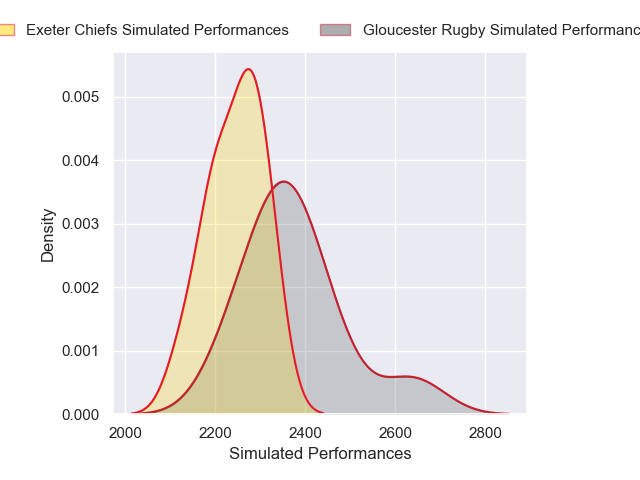 Exeter Chiefs Simulated Performances
Gloucester Rugby Simulated Performanc
0.005
0.004
0.003
0.002
0.001
0.000
Density
2000 2200 2400 2600 2800
Simulated Performances